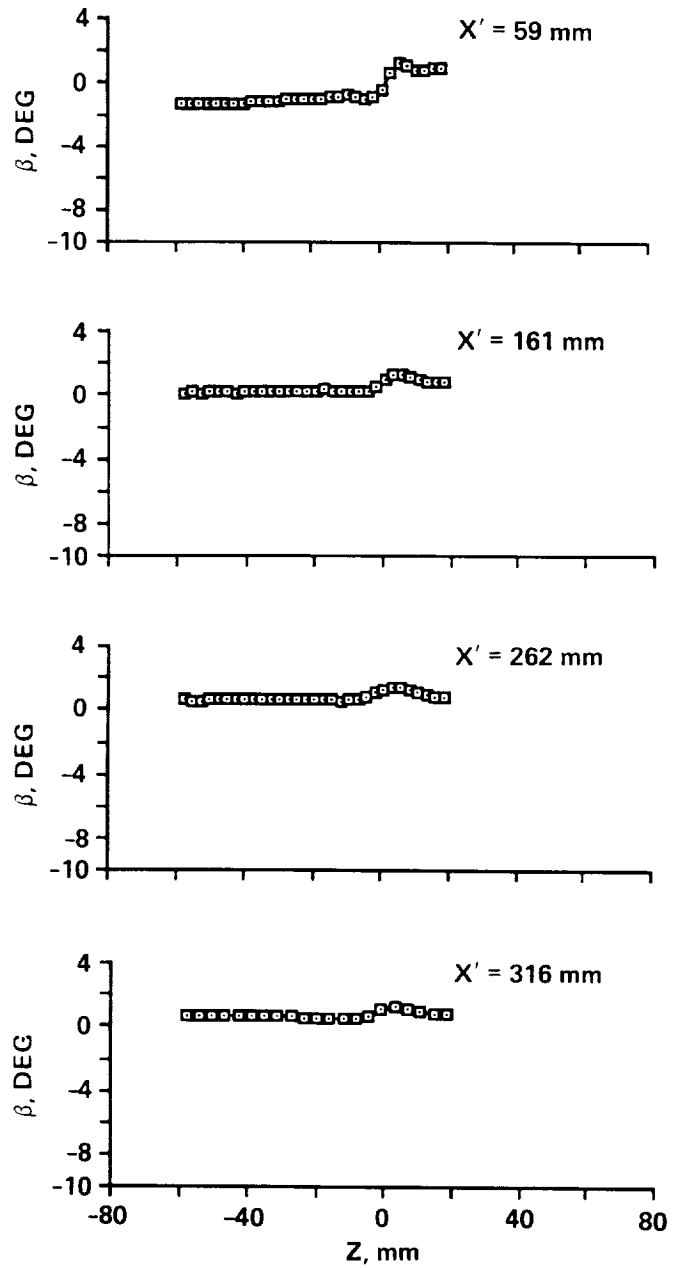 X′ = 59 mm
4
0
−4
−8
−10
β, DEG
X′ = 161 mm
4
0
−4
−8
−10
β, DEG
X′ = 262 mm
4
0
−4
−8
−10
β, DEG
X′ = 316 mm
4
0
−4
−8
−10
β, DEG
−80 −40 0 40 80
Z, mm